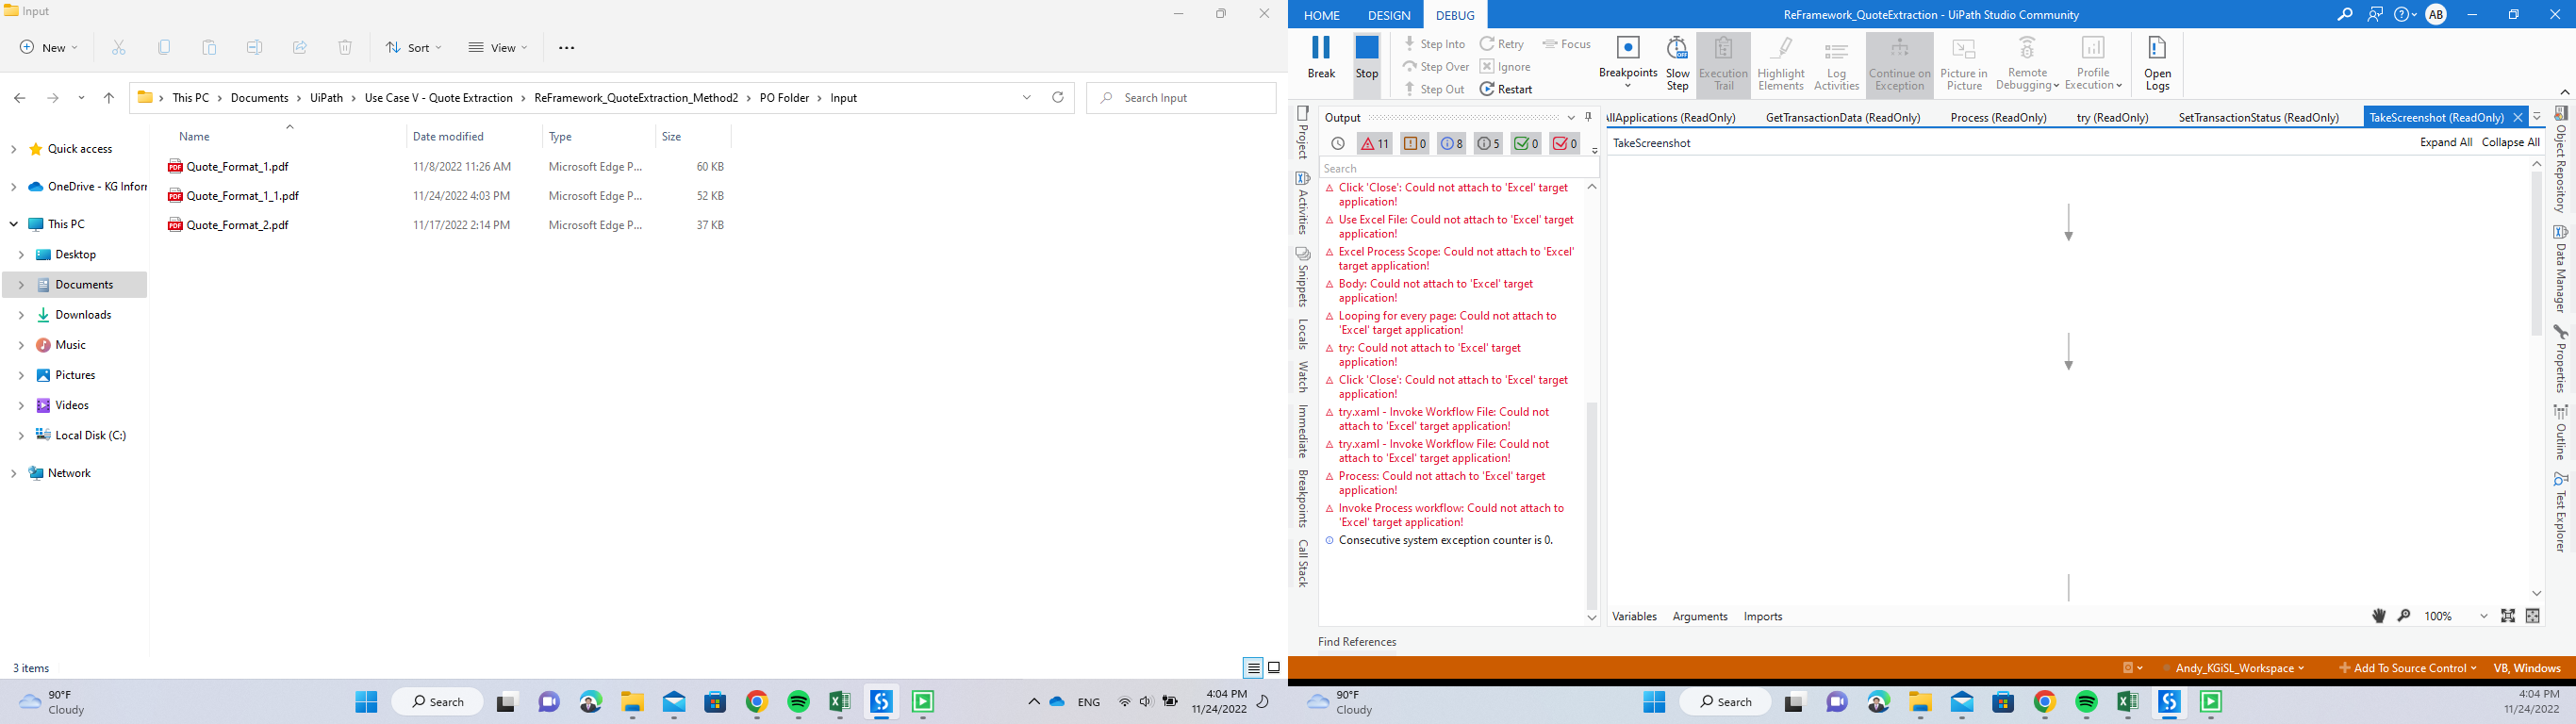 Input
New
Sort
View
This PC > Documents > UiPath > Use Case V - Quote Extraction > ReFramework_QuoteExtraction_Method2 > PO Folder > Input
Search Input
Name Date modified Type Size
Quick access
OneDrive - KG Inforr
This PC
Desktop
Documents
Downloads
Music
Pictures
Videos
Local Disk (C:)
Network
Quote_Format_1.pdf 11/8/2022 11:26 AM Microsoft Edge P... 60 KB
Quote_Format_1_1.pdf 11/24/2022 4:03 PM Microsoft Edge P... 52 KB
Quote_Format_2.pdf 11/17/2022 2:14 PM Microsoft Edge P... 37 KB
3 items
90°F
Cloudy
Search
ENG
4:04 PM
11/24/2022
HOME DESIGN DEBUG
ReFramework_QuoteExtraction - UiPath Studio Community
AB
Break
Stop
Step Into
Step Over
Step Out
Retry
Ignore
Restart
Focus
Breakpoints
Slow
Step
Execution
Trail
Highlight
Elements
Log
Activities
Continue on
Exception
Picture in
Picture
Remote
Debugging
Profile
Execution
Open
Logs
Project
Activities
Snippets
Locals
Watch
Immediate
Breakpoints
Call Stack
Output
11 0 8 5 0 0
Search
Click 'Close': Could not attach to 'Excel' target
application!
Use Excel File: Could not attach to 'Excel' target
application!
Excel Process Scope: Could not attach to 'Excel'
target application!
Body: Could not attach to 'Excel' target
application!
Looping for every page: Could not attach to
'Excel' target application!
try: Could not attach to 'Excel' target
application!
Click 'Close': Could not attach to 'Excel' target
application!
try.xaml - Invoke Workflow File: Could not
attach to 'Excel' target application!
try.xaml - Invoke Workflow File: Could not
attach to 'Excel' target application!
Process: Could not attach to 'Excel' target
application!
Invoke Process workflow: Could not attach to
'Excel' target application!
Consecutive system exception counter is 0.
Find References
llApplications (ReadOnly) GetTransactionData (ReadOnly) Process (ReadOnly) try (ReadOnly) SetTransactionStatus (ReadOnly) TakeScreenshot (ReadOnly)
TakeScreenshot
Expand All Collapse All
Variables Arguments Imports
100%
Object Repository
Data Manager
Properties
Outline
Test Explorer
Andy_KGiSL_Workspace
Add To Source Control
VB, Windows
90°F
Cloudy
Search
4:04 PM
11/24/2022